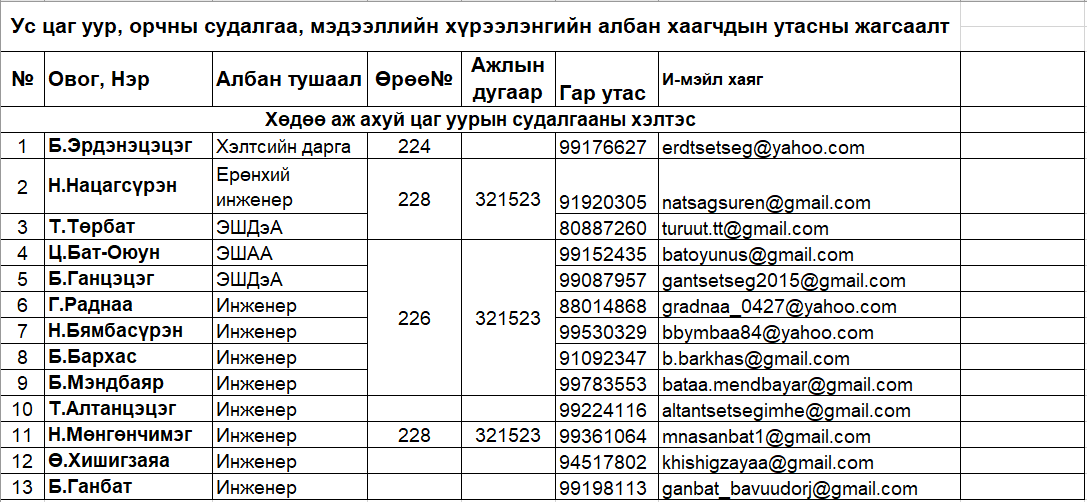 Ус цаг уур, орчны судалгаа, мэдээллийн хүрээлэнгийн албан хаагчдын утасны жагсаалт
№ Овог, Нэр Албан тушаал Өрөө№ Ажлын дугаар Гар утас И-мэйл хаяг
Хөдөө аж ахуй цаг уурын судалгааны хэлтэс
1 Б.Эрдэнэцэцэг Хэлтсийн дарга 224 99176627 erdtsetseg@yahoo.com
2 Н.Нацагсүрэн Ерөнхий инженер 228 321523 91920305 natsagsuren@gmail.com
3 Т.Төрбат ЭШДэА 80887260 turuut.tt@gmail.com
4 Ц.Бат-Оюун ЭШАА 99152435 batoyunus@gmail.com
5 Б.Ганцэцэг ЭШДэА 99087957 gantsetseg2015@gmail.com
6 Г.Раднаа Инженер 226 321523 88014868 gradnaa_0427@yahoo.com
7 Н.Бямбасүрэн Инженер 99530329 bbymbaa84@yahoo.com
8 Б.Бархас Инженер 91092347 b.barkhas@gmail.com
9 Б.Мэндбаяр Инженер 99783553 bataa.mendbayar@gmail.com
10 Т.Алтанцэцэг Инженер 99224116 altantsetsegimhe@gmail.com
11 Н.Мөнгөнчимэг Инженер 228 321523 99361064 mnasanbat1@gmail.com
12 Ө.Хишигзаяа Инженер 94517802 khishigzayaa@gmail.com
13 Б.Ганбат Инженер 99198113 ganbat_bavuudorj@gmail.com